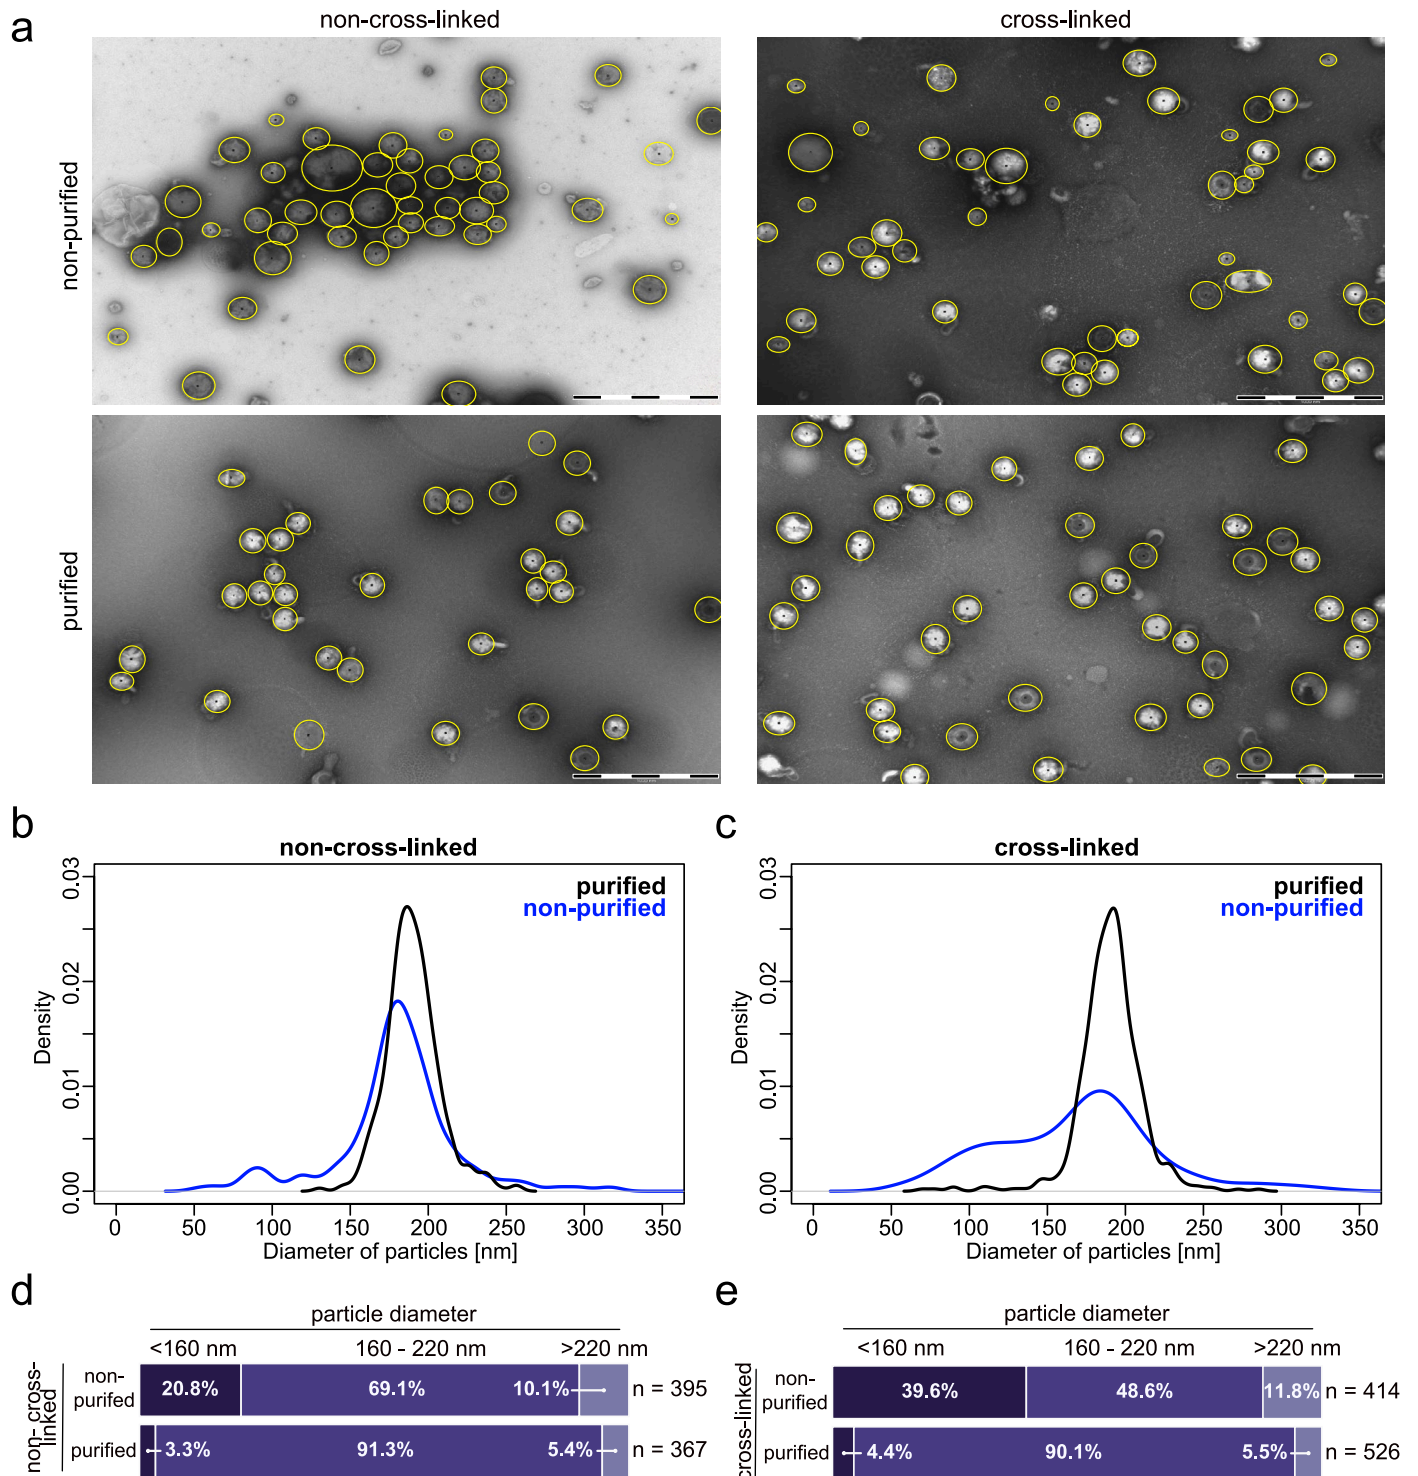 a
non-cross-linked
cross-linked
non-purified
purified
b
non-cross-linked
purified
non-purified
Density
0.00
0.01
0.02
0.03
0 50 100 150 200 250 300 350
Diameter of particles [nm]
c
cross-linked
purified
non-purified
Density
0.00
0.01
0.02
0.03
0 50 100 150 200 250 300 350
Diameter of particles [nm]
d
particle diameter
<160 nm 160 - 220 nm >220 nm
non- cross-
linked
non-
purifed
20.8% 69.1% 10.1% n = 395
purified 3.3% 91.3% 5.4% n = 367
e
particle diameter
<160 nm 160 - 220 nm >220 nm
cross-linked
non-
purified
39.6% 48.6% 11.8% n = 414
purified 4.4% 90.1% 5.5% n = 526